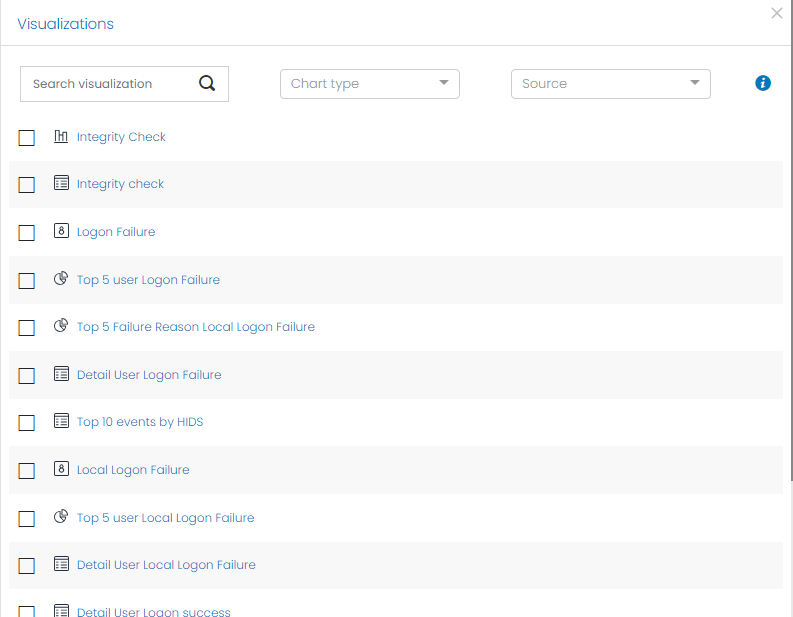 Visualizations
Search visualization
Chart type
Source
Integrity Check
Integrity check
8 Logon Failure
Top 5 user Logon Failure
Top 5 Failure Reason Local Logon Failure
Detail User Logon Failure
Top 10 events by HIDS
8 Local Logon Failure
Top 5 user Local Logon Failure
Detail User Local Logon Failure
Detail User Logon success